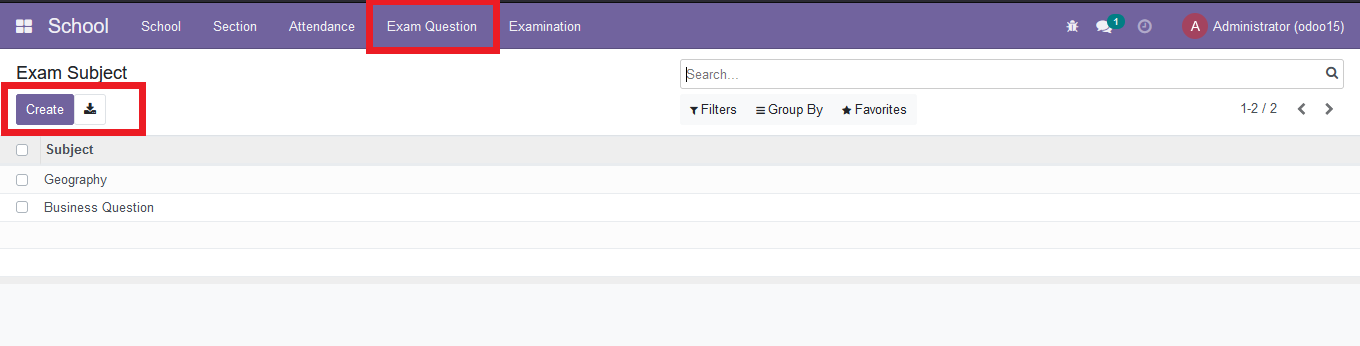 School School Section Attendance Exam Question Examination 1 A Administrator (odoo15)
Exam Subject Search...
Create Filters Group By Favorites 1-2 / 2
Subject
Geography
Business Question